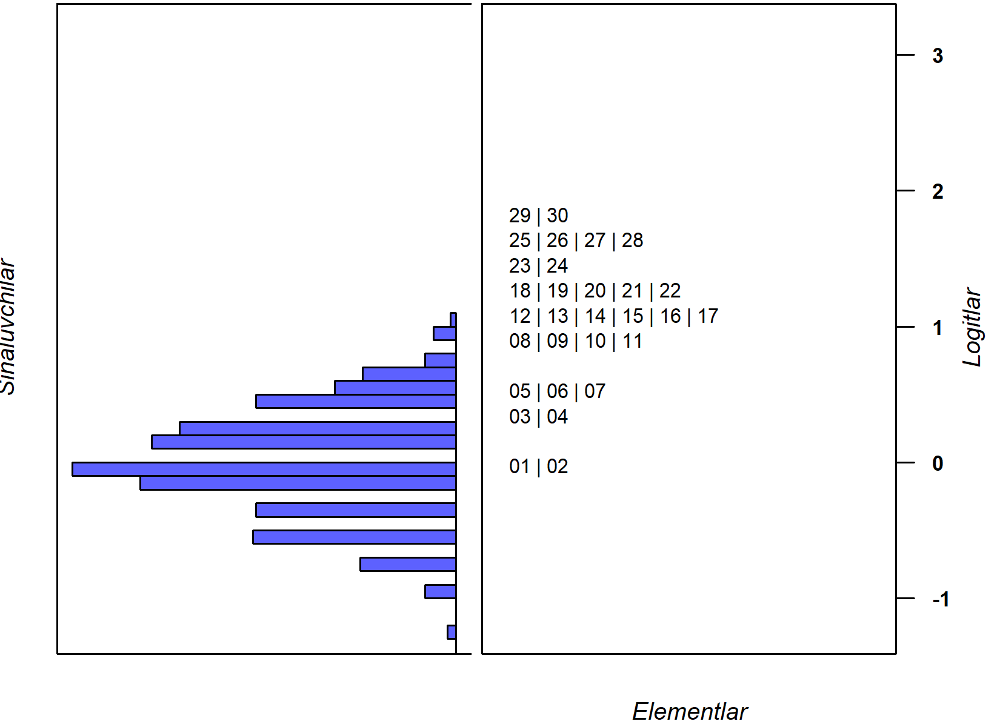 Sinaluvchilar
29 | 30
25 | 26 | 27 | 28
23 | 24
18 | 19 | 20 | 21 | 22
12 | 13 | 14 | 15 | 16 | 17
08 | 09 | 10 | 11
05 | 06 | 07
03 | 04
01 | 02
3
2
1
0
-1
Logitlar
Elementlar